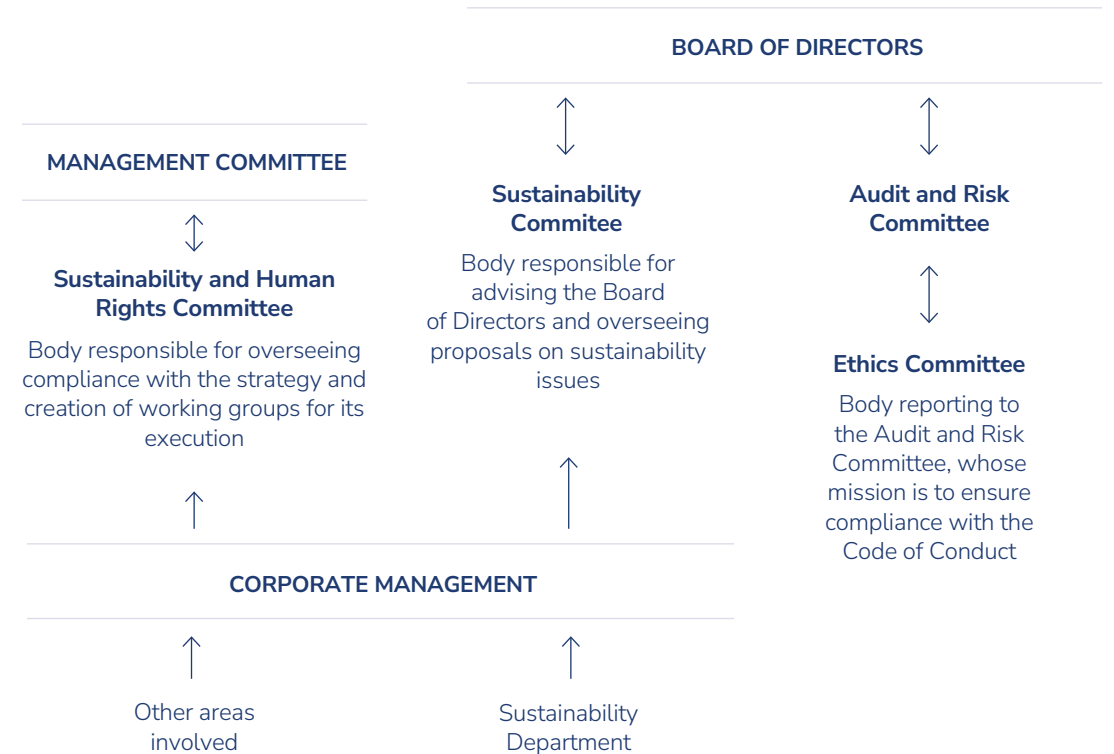 BOARD OF DIRECTORS
MANAGEMENT COMMITTEE
Sustainability and Human
Rights Committee
Body responsible for overseeing
compliance with the strategy and
creation of working groups for its
execution
Sustainability
Commitee
Body responsible for
advising the Board
of Directors and overseeing
proposals on sustainability
issues
Audit and Risk
Committee
Ethics Committee
Body reporting to
the Audit and Risk
Committee, whose
mission is to ensure
compliance with the
Code of Conduct
CORPORATE MANAGEMENT
Other areas
involved
Sustainability
Department